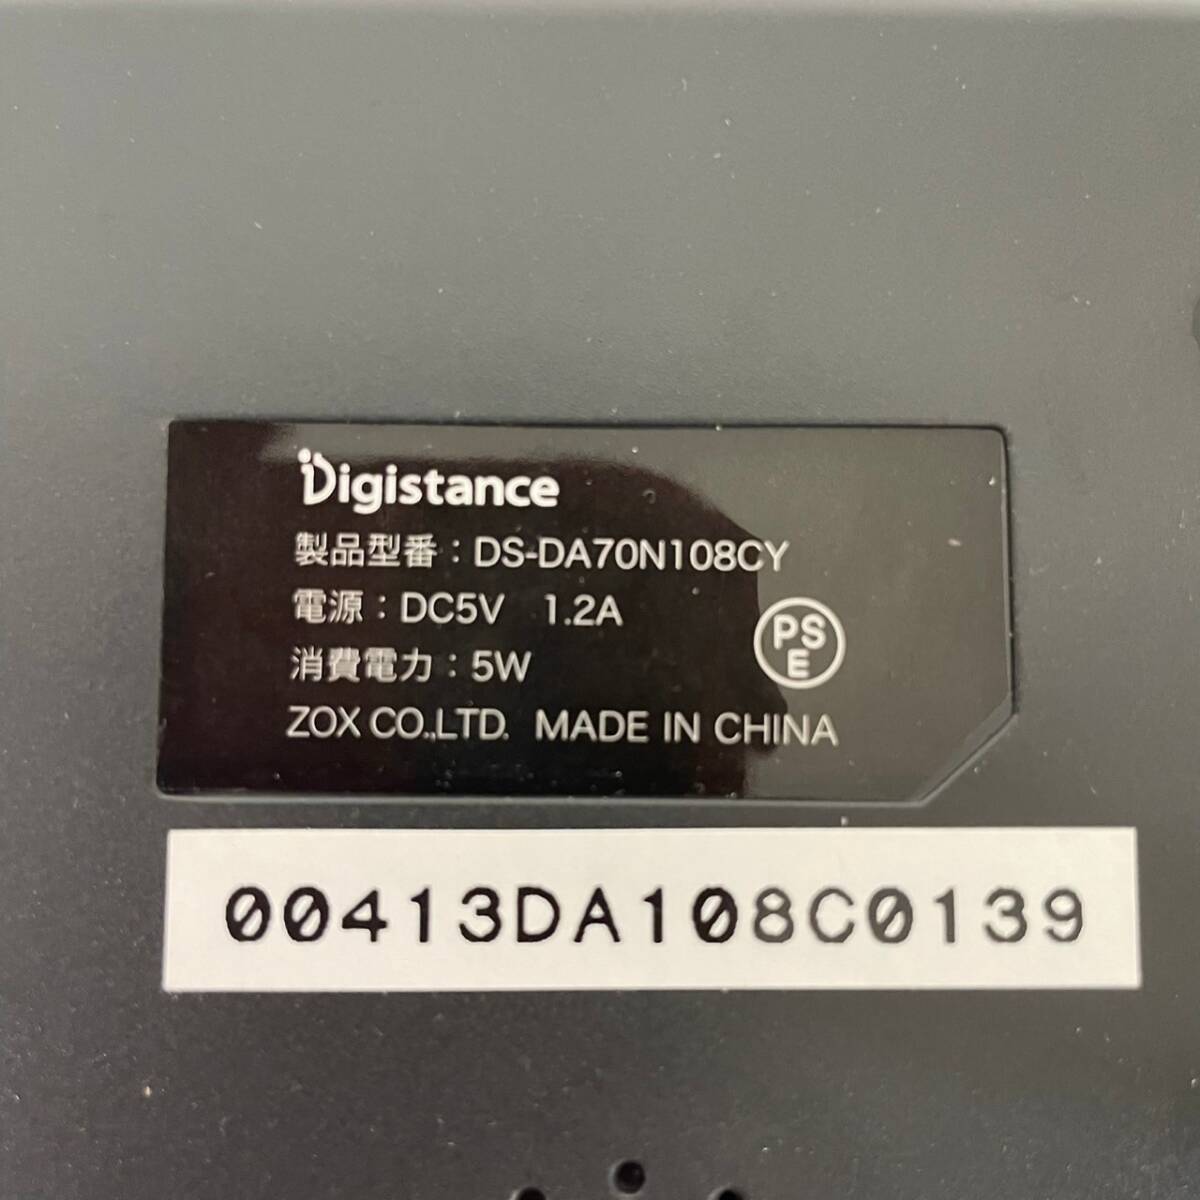 Digistance
製品型番：DS-DA70N108CY
電源：DC5V 1.2A
消費電力：5W
PS
E
ZOX CO.,LTD. MADE IN CHINA
00413DA108C0139